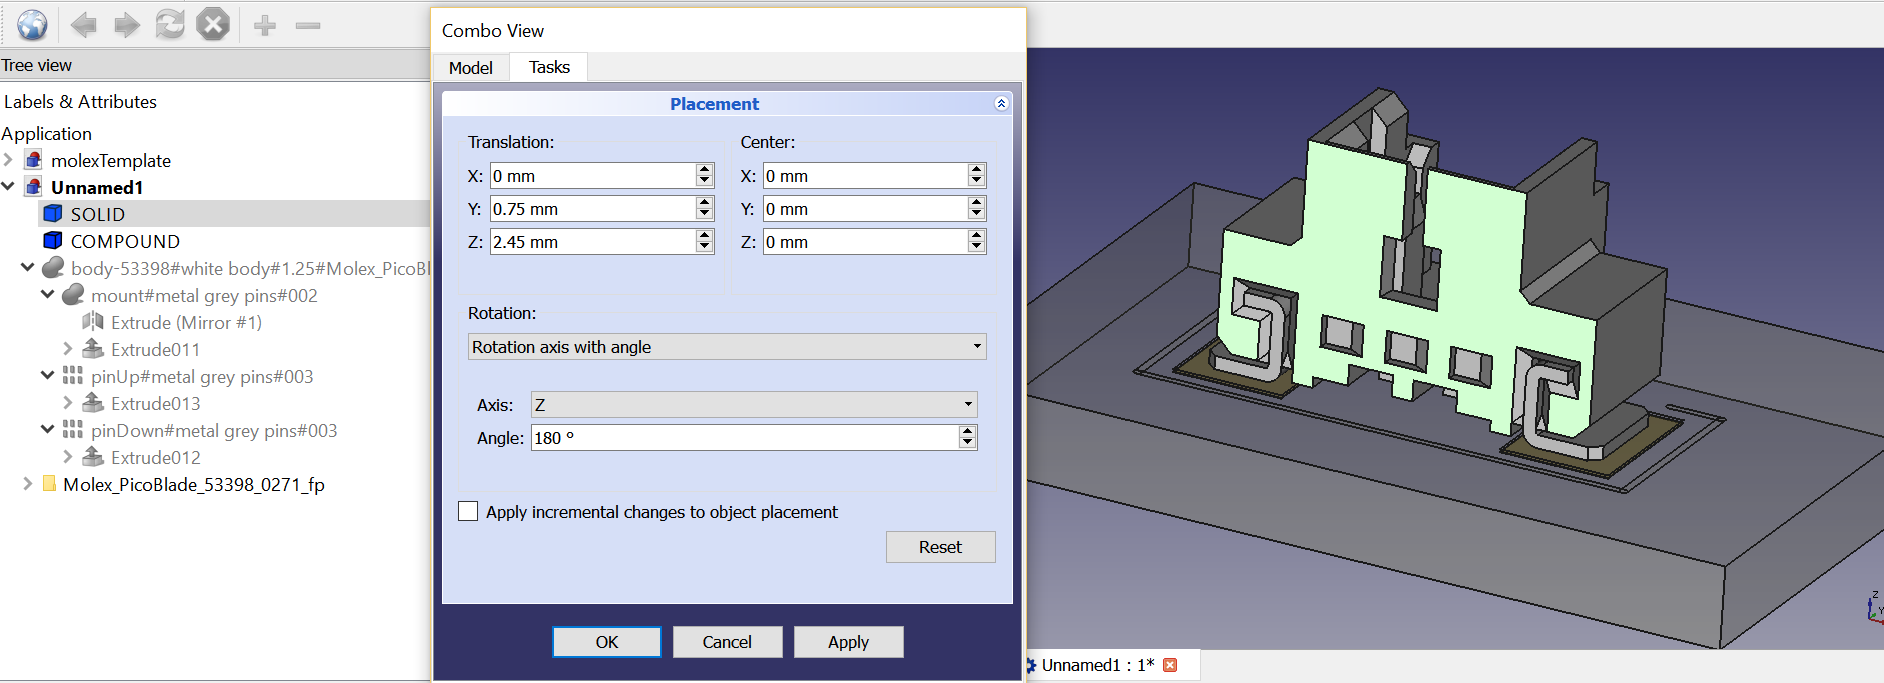 Combo View
Tree view
Model Tasks
Labels & Attributes
Placement
Application
Translation: Center:
molexTemplate
X: 0 mm X: 0 mm
Unnamed1
Y: 0.75 mm Y: 0 mm
SOLID
Z: 2.45 mm Z: 0 mm
COMPOUND
body-53398#white body#1.25#Molex_PicoBl
mount#metal grey pins#002
Rotation:
Extrude (Mirror #1)
Rotation axis with angle
Extrude011
pinUp#metal grey pins#003
Axis: Z
Extrude013
Angle: 180 °
pinDown#metal grey pins#003
Extrude012
Molex_PicoBlade_53398_0271_fp
Apply incremental changes to object placement
Reset
Z
Y
OK Cancel Apply
Unnamed1 : 1*